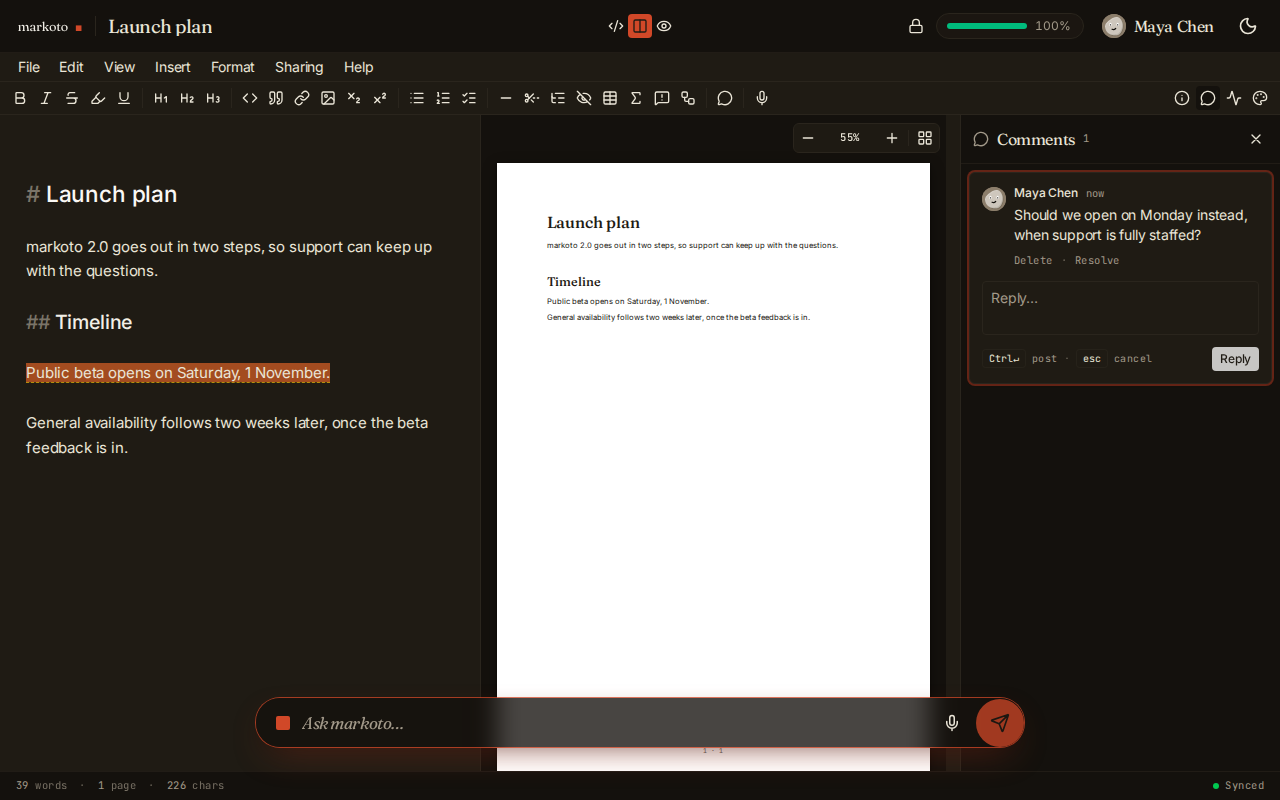 markoto
Launch plan
100%
Maya Chen
File Edit View Insert Format Sharing Help
B I S U H1 H2 H3 X2 X2
55%
# Launch plan
markoto 2.0 goes out in two steps, so support can keep up
with the questions.
## Timeline
Public beta opens on Saturday, 1 November.
General availability follows two weeks later, once the beta
feedback is in.
Launch plan
markoto 2.0 goes out in two steps, so support can keep up with the questions.
Timeline
Public beta opens on Saturday, 1 November.
General availability follows two weeks later, once the beta feedback is in.
1 · 1
Comments 1
Maya Chen now
Should we open on Monday instead,
when support is fully staffed?
Delete · Resolve
Reply...
Ctrl↵ post · esc cancel
Reply
Ask markoto...
39 words · 1 page · 226 chars
Synced